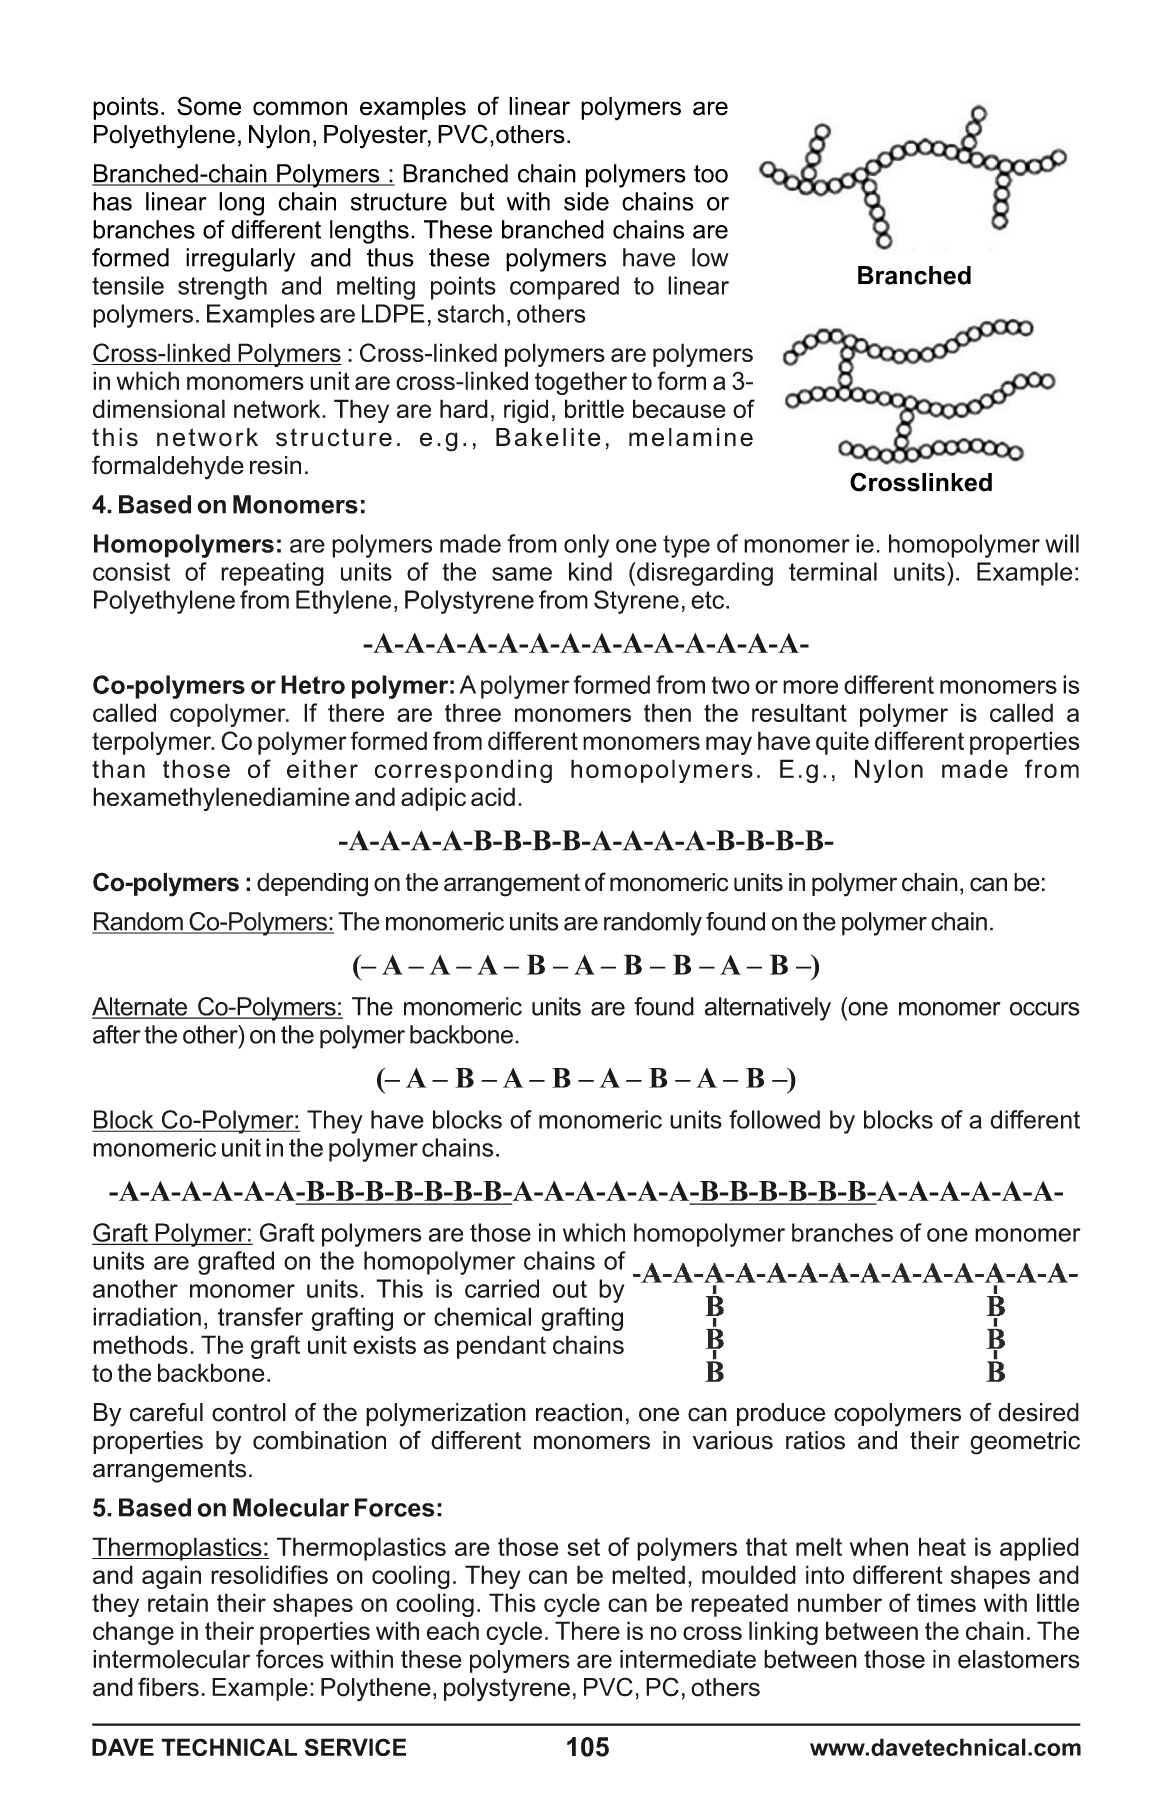 points. Some common examples of linear polymers are
Polyethylene, Nylon, Polyester, PVC,others.
Branched-chain Polymers : Branched chain polymers too
has linear long chain structure but with side chains or
branches of different lengths. These branched chains are
formed irregularly and thus these polymers have low
tensile strength and melting points compared to linear
polymers. Examples are LDPE, starch, others
Branched
Cross-linked Polymers : Cross-linked polymers are polymers
in which monomers unit are cross-linked together to form a 3-
dimensional network. They are hard, rigid, brittle because of
this network structure. e.g., Bakelite, melamine
formaldehyde resin.
Crosslinked
4. Based on Monomers:
Homopolymers: are polymers made from only one type of monomer ie. homopolymer will
consist of repeating units of the same kind (disregarding terminal units). Example:
Polyethylene from Ethylene, Polystyrene from Styrene, etc.
-A-A-A-A-A-A-A-A-A-A-A-A-A-A-
Co-polymers or Hetro polymer: A polymer formed from two or more different monomers is
called copolymer. If there are three monomers then the resultant polymer is called a
terpolymer. Co polymer formed from different monomers may have quite different properties
than those of either corresponding homopolymers. E.g., Nylon made from
hexamethylenediamine and adipic acid.
-A-A-A-A-B-B-B-B-A-A-A-A-B-B-B-B-
Co-polymers : depending on the arrangement of monomeric units in polymer chain, can be:
Random Co-Polymers: The monomeric units are randomly found on the polymer chain.
(– A – A – A – B – A – B – B – A – B –)
Alternate Co-Polymers: The monomeric units are found alternatively (one monomer occurs
after the other) on the polymer backbone.
(– A – B – A – B – A – B – A – B –)
Block Co-Polymer: They have blocks of monomeric units followed by blocks of a different
monomeric unit in the polymer chains.
-A-A-A-A-A-A-B-B-B-B-B-B-B-A-A-A-A-A-A-B-B-B-B-B-B-A-A-A-A-A-A-
Graft Polymer: Graft polymers are those in which homopolymer branches of one monomer
units are grafted on the homopolymer chains of
another monomer units. This is carried out by
irradiation, transfer grafting or chemical grafting
methods. The graft unit exists as pendant chains
to the backbone.
-A-A-A-A-A-A-A-A-A-A-A-A-A-A-
B B
B B
B B
By careful control of the polymerization reaction, one can produce copolymers of desired
properties by combination of different monomers in various ratios and their geometric
arrangements.
5. Based on Molecular Forces:
Thermoplastics: Thermoplastics are those set of polymers that melt when heat is applied
and again resolidifies on cooling. They can be melted, moulded into different shapes and
they retain their shapes on cooling. This cycle can be repeated number of times with little
change in their properties with each cycle. There is no cross linking between the chain. The
intermolecular forces within these polymers are intermediate between those in elastomers
and fibers. Example: Polythene, polystyrene, PVC, PC, others
DAVE TECHNICAL SERVICE 105 www.davetechnical.com